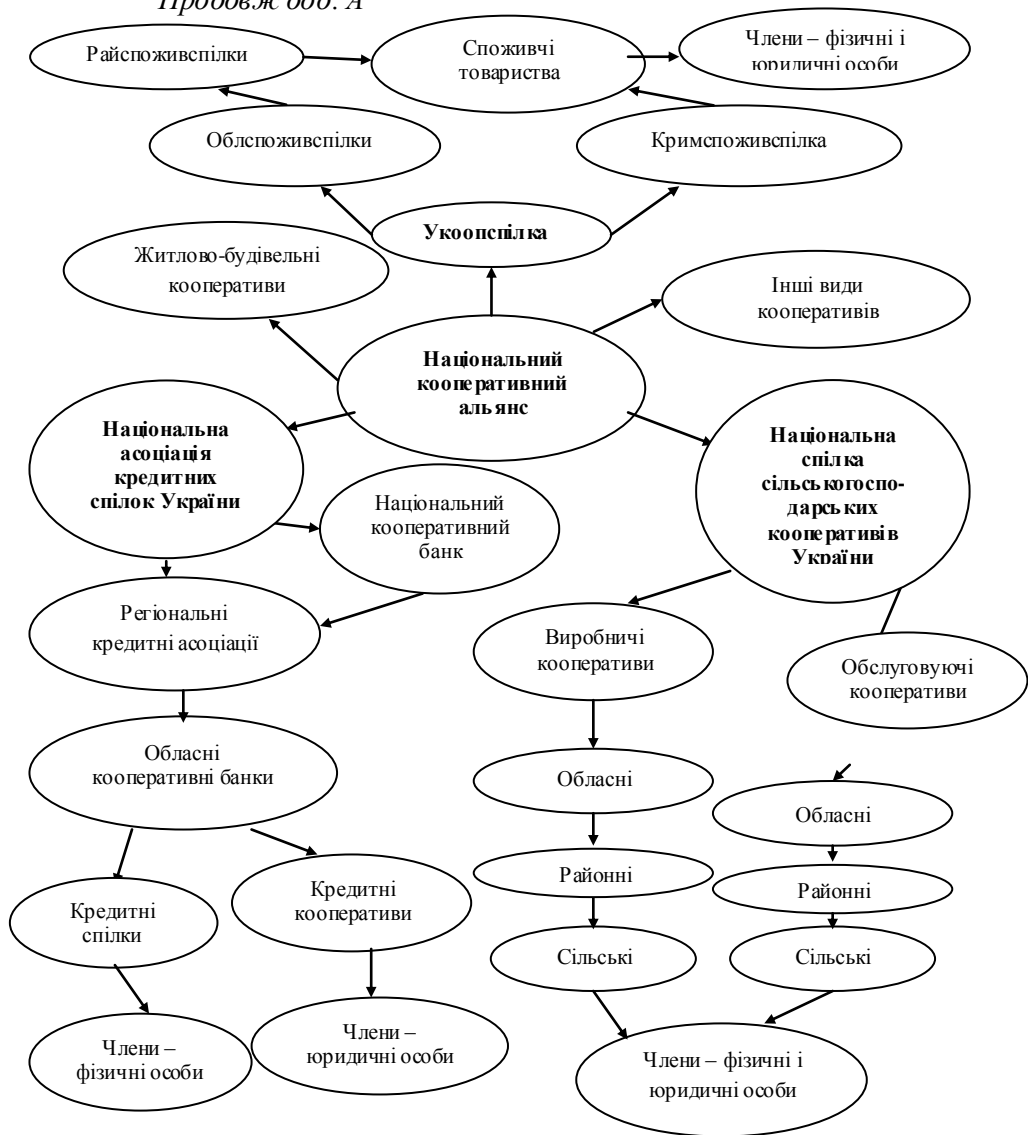 Продовж дод. А
Райспоживспілки
Споживчі
товариства
Члени – фізичні і
юридичні особи
Облспоживспілки
Кримспоживспілка
Укоопспілка
Житлово-будівельні
кооперативи
Інші види
кооперативів
Національний
кооперативний
альянс
Національна
асоціація
кредитних
спілок України
Національна
спілка
сільськогоспо-
дарських
кооперативів
України
Національний
кооперативний
банк
Регіональні
кредитні асоціації
Виробничі
кооперативи
Обслуговуючі
кооперативи
Обласні
кооперативні банки
Обласні
Обласні
Районні
Районні
Кредитні
спілки
Кредитні
кооперативи
Сільські
Сільські
Члени –
фізичні особи
Члени –
юридичні особи
Члени – фізичні і
юридичні особи